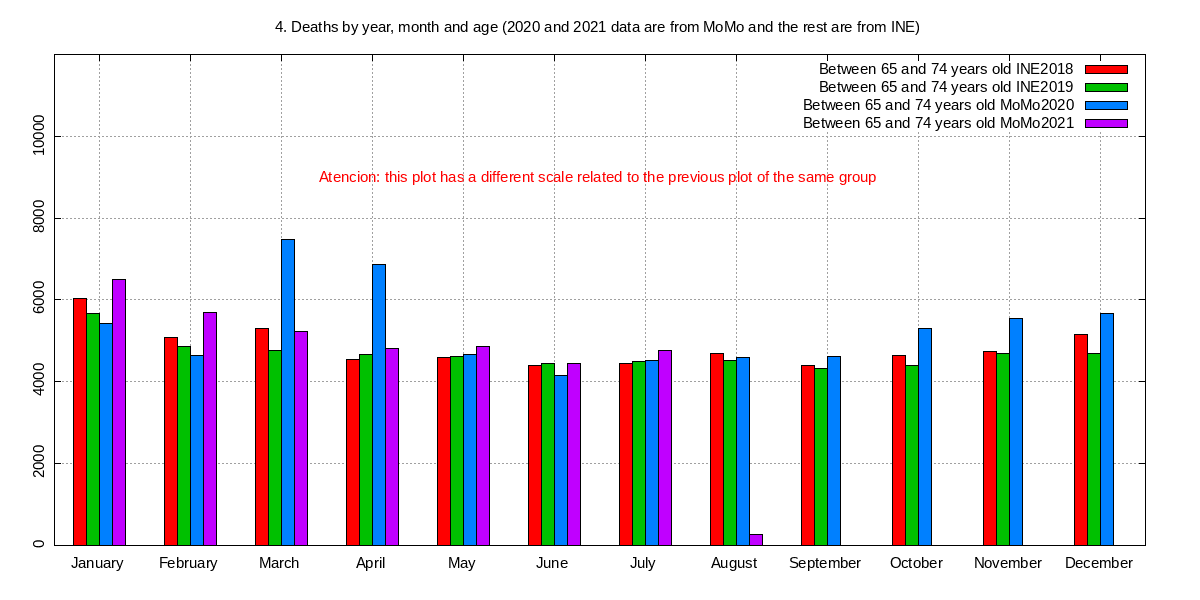 4. Deaths by year, month and age (2020 and 2021 data are from MoMo and the rest are from INE)
Between 65 and 74 years old INE2018
Between 65 and 74 years old INE2019
Between 65 and 74 years old MoMo2020
Between 65 and 74 years old MoMo2021
Atencion: this plot has a different scale related to the previous plot of the same group
10000
8000
6000
4000
2000
0
January February March April May June July August September October November December